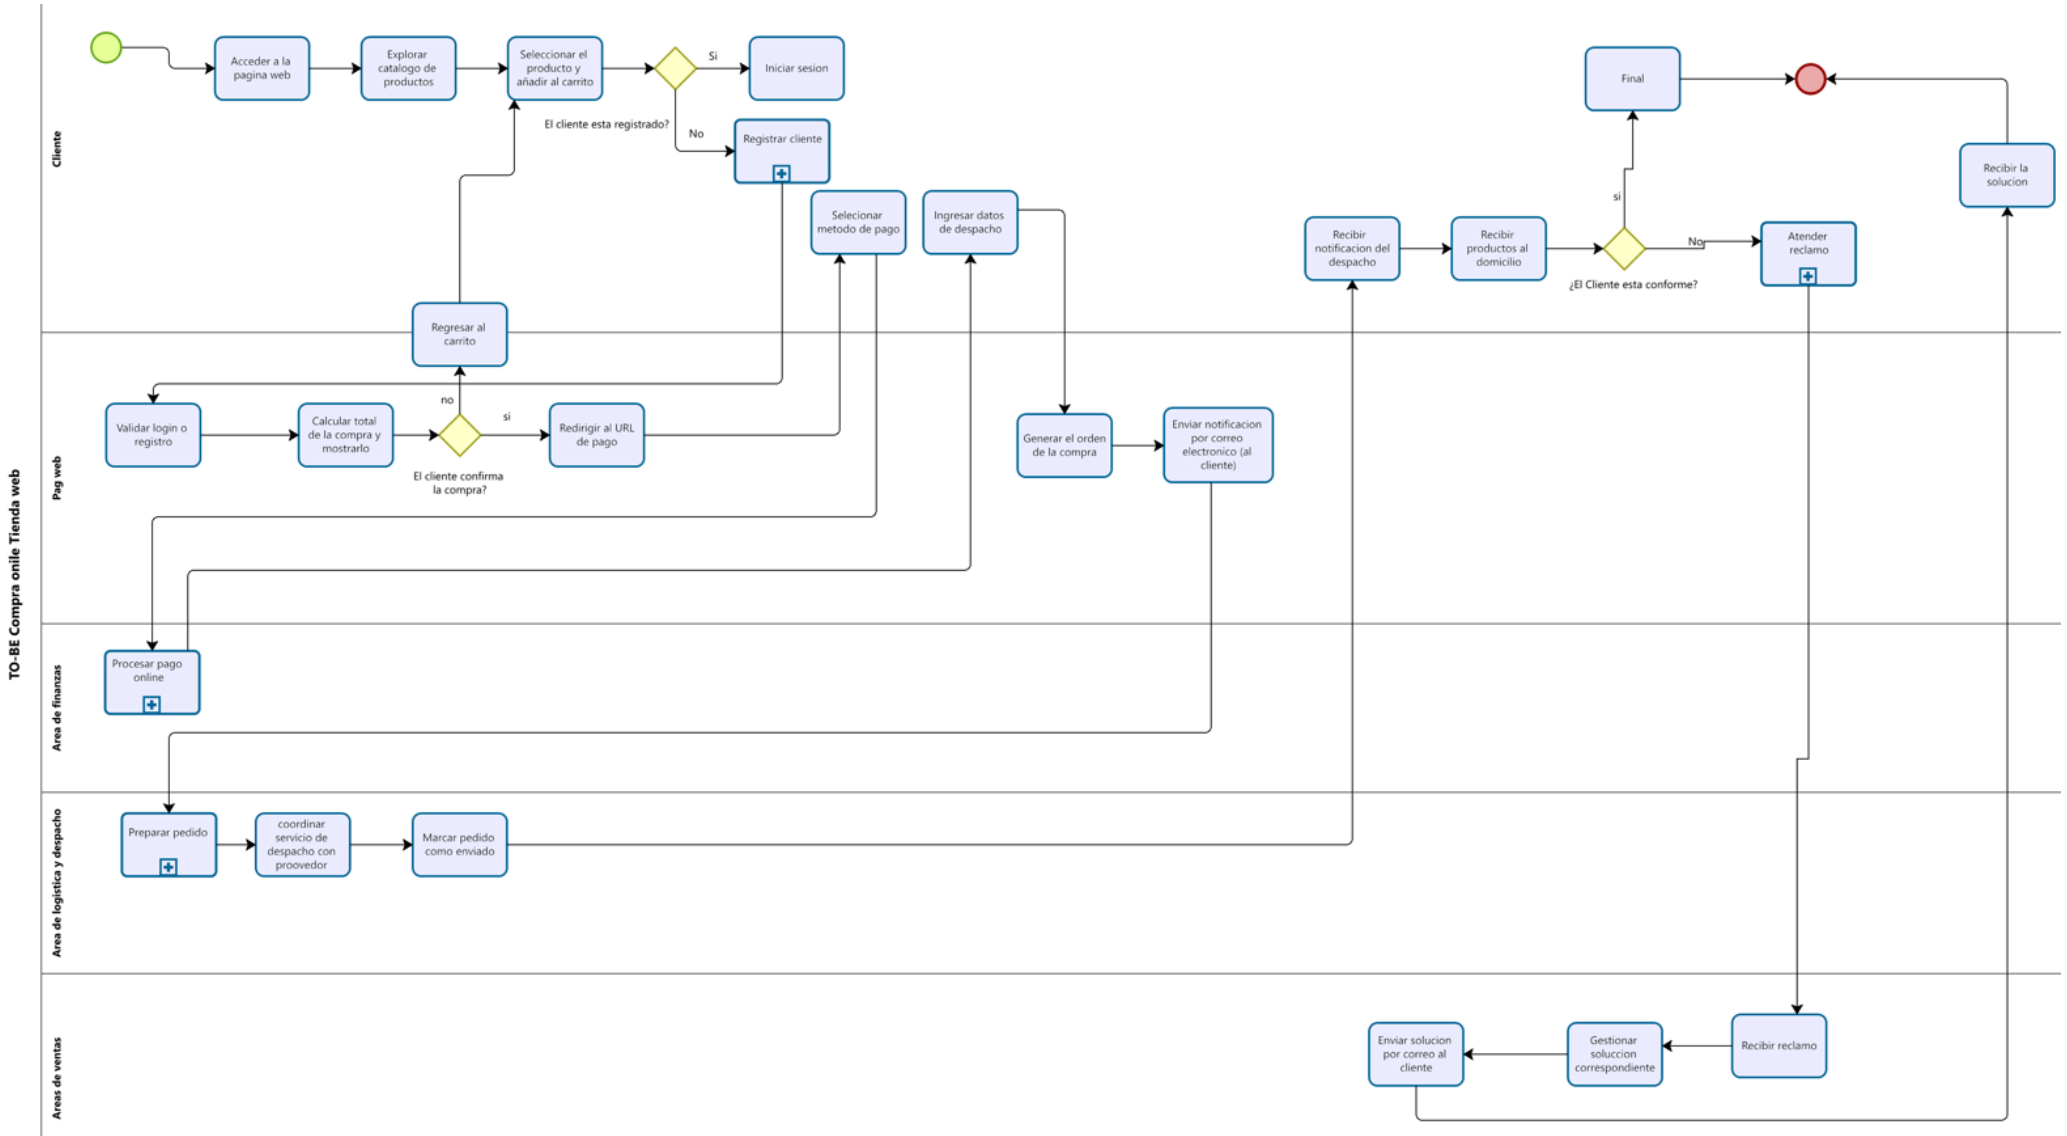 TO-BE Compra onile Tienda web
Cliente
Acceder a la
pagina web
Explorar
catalogo de
productos
Seleccionar el
producto y
añadir al carrito
El cliente esta registrado?
Si
Iniciar sesion
No
Registrar cliente
Selecionar
metodo de pago
Ingresar datos
de despacho
Recibir
notificacion del
despacho
Recibir
productos al
domicilio
¿El Cliente esta conforme?
si
Final
No
Atender
reclamo
Recibir la
solucion
Regresar al
carrito
Pag web
Validar login o
registro
Calcular total
de la compra y
mostrarlo
no
El cliente confirma
la compra?
si
Redirigir al URL
de pago
Generar el orden
de la compra
Enviar notificacion
por correo
electronico (al
cliente)
Area de finanzas
Procesar pago
online
Area de logistica y despacho
Preparar pedido
coordinar
servicio de
despacho con
proovedor
Marcar pedido
como enviado
Areas de ventas
Enviar solucion
por correo al
cliente
Gestionar
soluccion
correspondiente
Recibir reclamo